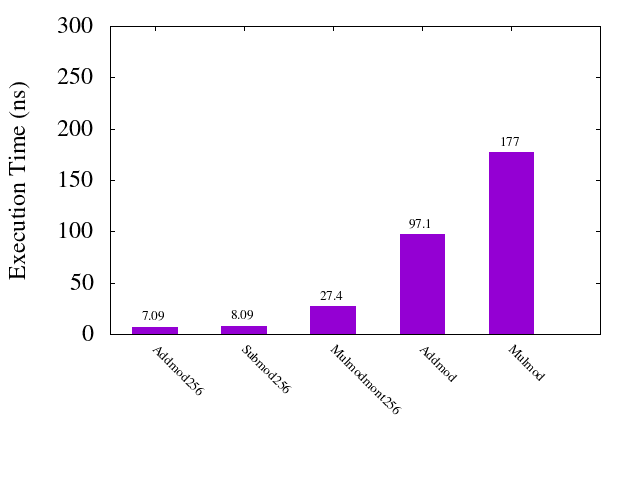 300
250
200
150
100
50
0
Execution Time (ns)
7.09
8.09
27.4
97.1
177
Addmod256
Submod256
Mulmodmont256
Addmod
Mulmod